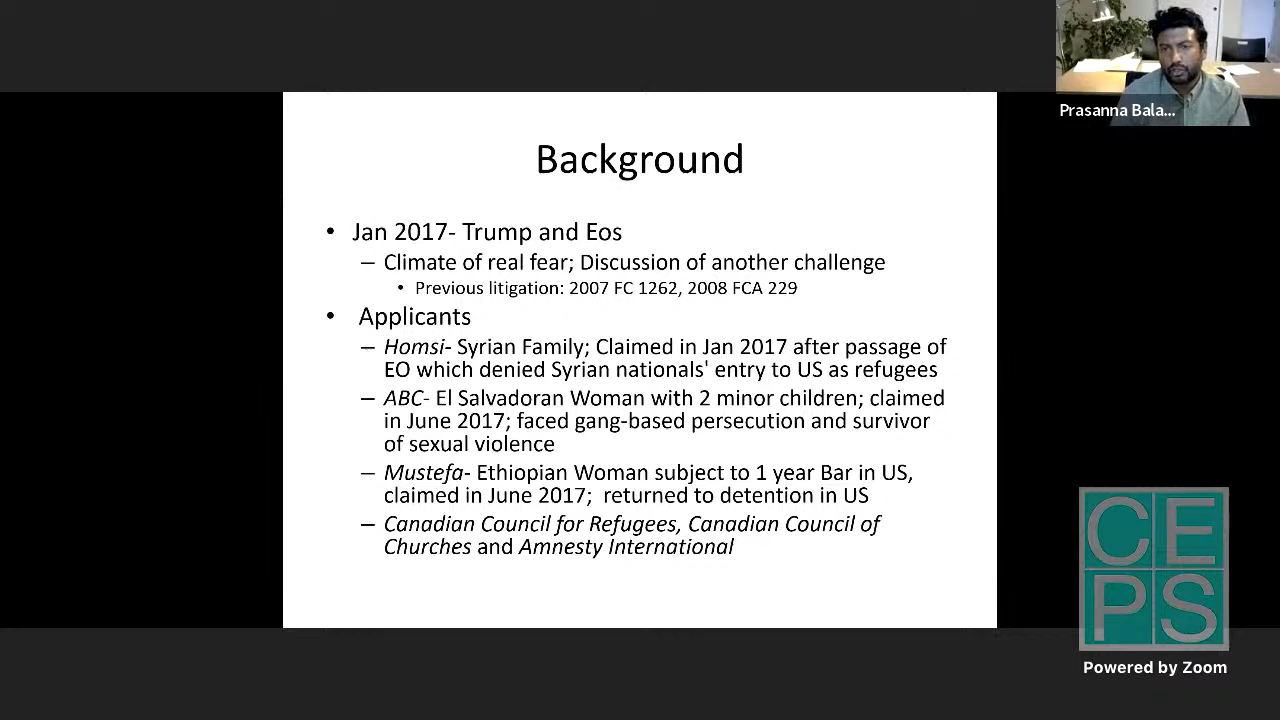 Prasanna Bala...
Background
• Jan 2017- Trump and Eos
– Climate of real fear; Discussion of another challenge
• Previous litigation: 2007 FC 1262, 2008 FCA 229
• Applicants
– Homsi- Syrian Family; Claimed in Jan 2017 after passage of
EO which denied Syrian nationals' entry to US as refugees
– ABC- El Salvadoran Woman with 2 minor children; claimed
in June 2017; faced gang-based persecution and survivor
of sexual violence
– Mustefa- Ethiopian Woman subject to 1 year Bar in US,
claimed in June 2017; returned to detention in US
– Canadian Council for Refugees, Canadian Council of
Churches and Amnesty International
CE
PS
Powered by Zoom